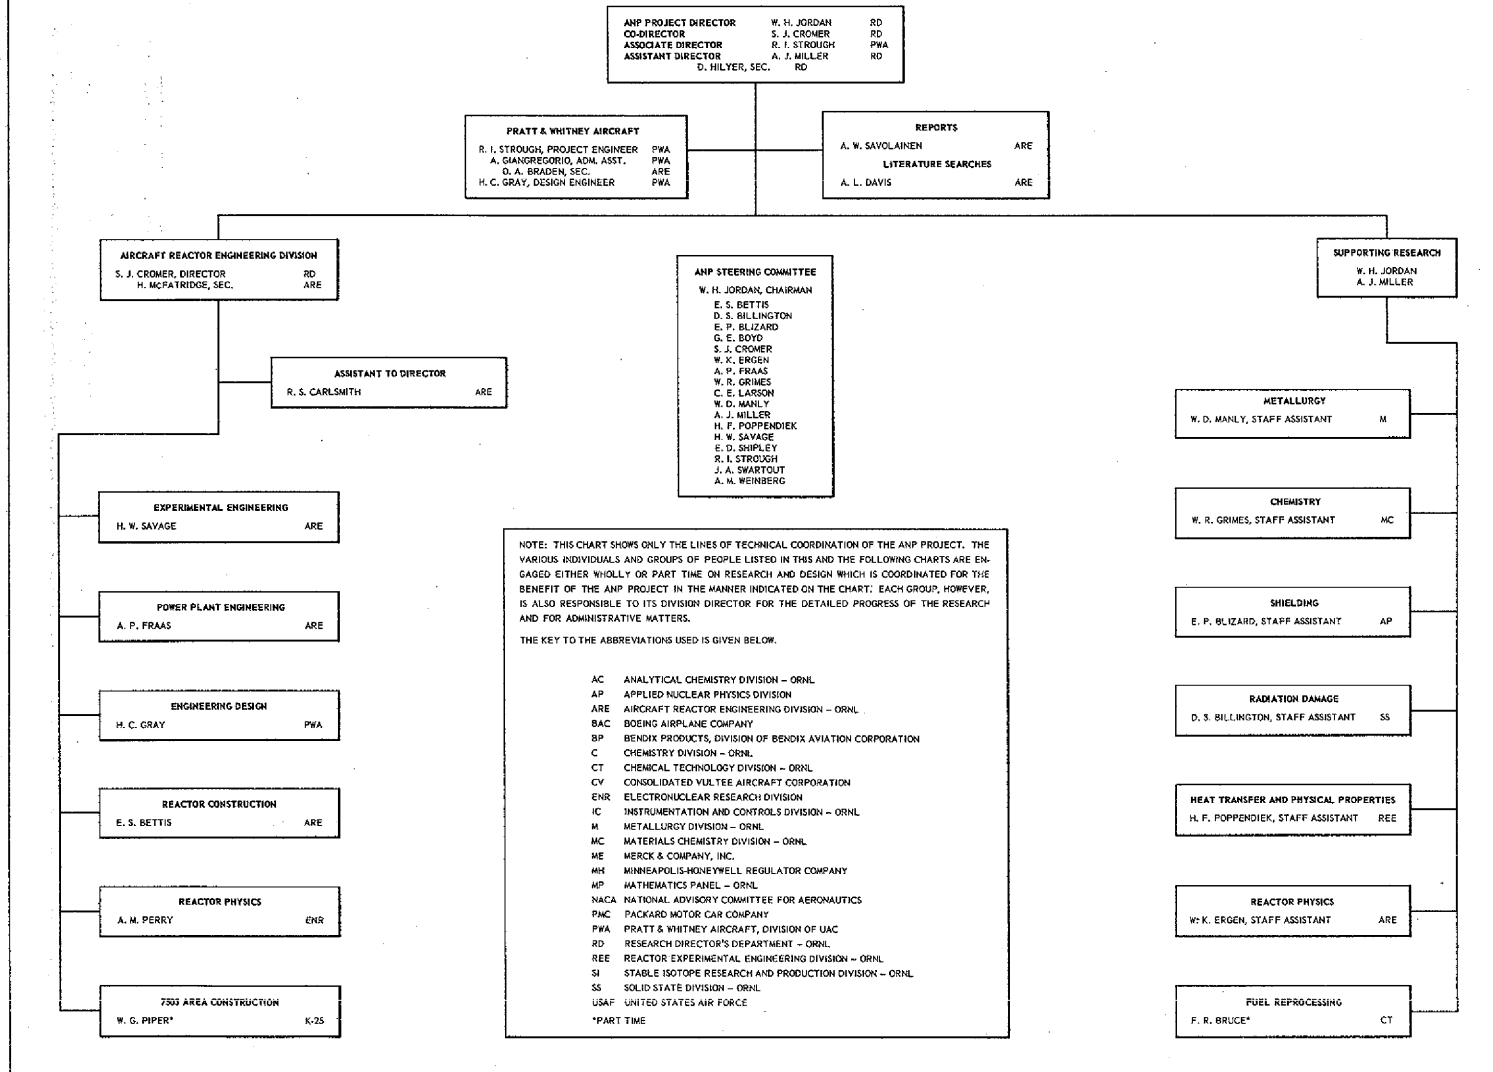 ANP PROJECT DIRECTOR W. H. JORDAN RD
CO-DIRECTOR S. J. CROMER RD
ASSOCIATE DIRECTOR R. I. STROUGH PWA
ASSISTANT DIRECTOR A. J. MILLER RD
D. HILYER, SEC. RD
PRATT & WHITNEY AIRCRAFT
R. I. STROUGH, PROJECT ENGINEER PWA
A. GIANGREGORIO, ADM. ASST. PWA
O. A. BRADEN, SEC. ARE
H. C. GRAY, DESIGN ENGINEER PWA
REPORTS
A. W. SAVOLAINEN ARE
LITERATURE SEARCHES
A. L. DAVIS ARE
AIRCRAFT REACTOR ENGINEERING DIVISION
S. J. CROMER, DIRECTOR RD
H. McFATRIDGE, SEC. ARE
ASSISTANT TO DIRECTOR
R. S. CARLSMITH ARE
EXPERIMENTAL ENGINEERING
H. W. SAVAGE ARE
POWER PLANT ENGINEERING
A. P. FRAAS ARE
ENGINEERING DESIGN
H. C. GRAY PWA
REACTOR CONSTRUCTION
E. S. BETTIS ARE
REACTOR PHYSICS
A. M. PERRY ENR
7503 AREA CONSTRUCTION
W. G. PIPER* K-25
ANP STEERING COMMITTEE
W. H. JORDAN, CHAIRMAN
E. S. BETTIS
D. S. BILLINGTON
E. P. BLIZARD
G. E. BOYD
S. J. CROMER
W. K. ERGEN
A. P. FRAAS
W. R. GRIMES
C. E. LARSON
W. D. MANLY
A. J. MILLER
H. F. POPPENDIEK
H. W. SAVAGE
E. D. SHIPLEY
R. I. STROUGH
J. A. SWARTOUT
A. M. WEINBERG
NOTE: THIS CHART SHOWS ONLY THE LINES OF TECHNICAL COORDINATION OF THE ANP PROJECT. THE
VARIOUS INDIVIDUALS AND GROUPS OF PEOPLE LISTED IN THIS AND THE FOLLOWING CHARTS ARE EN-
GAGED EITHER WHOLLY OR PART TIME ON RESEARCH AND DESIGN WHICH IS COORDINATED FOR THE
BENEFIT OF THE ANP PROJECT IN THE MANNER INDICATED ON THE CHART. EACH GROUP, HOWEVER,
IS ALSO RESPONSIBLE TO ITS DIVISION DIRECTOR FOR THE DETAILED PROGRESS OF THE RESEARCH
AND FOR ADMINISTRATIVE MATTERS.
THE KEY TO THE ABBREVIATIONS USED IS GIVEN BELOW.
AC ANALYTICAL CHEMISTRY DIVISION – ORNL
AP APPLIED NUCLEAR PHYSICS DIVISION
ARE AIRCRAFT REACTOR ENGINEERING DIVISION – ORNL
BAC BOEING AIRPLANE COMPANY
BP BENDIX PRODUCTS, DIVISION OF BENDIX AVIATION CORPORATION
C CHEMISTRY DIVISION – ORNL
CT CHEMICAL TECHNOLOGY DIVISION – ORNL
CV CONSOLIDATED VULTEE AIRCRAFT CORPORATION
ENR ELECTRONUCLEAR RESEARCH DIVISION
IC INSTRUMENTATION AND CONTROLS DIVISION – ORNL
M METALLURGY DIVISION – ORNL
MC MATERIALS CHEMISTRY DIVISION – ORNL
ME MERCK & COMPANY, INC.
MH MINNEAPOLIS-HONEYWELL REGULATOR COMPANY
MP MATHEMATICS PANEL – ORNL
NACA NATIONAL ADVISORY COMMITTEE FOR AERONAUTICS
PMC PACKARD MOTOR CAR COMPANY
PWA PRATT & WHITNEY AIRCRAFT, DIVISION OF UAC
RD RESEARCH DIRECTOR'S DEPARTMENT – ORNL
REE REACTOR EXPERIMENTAL ENGINEERING DIVISION – ORNL
SI STABLE ISOTOPE RESEARCH AND PRODUCTION DIVISION – ORNL
SS SOLID STATE DIVISION – ORNL
USAF UNITED STATES AIR FORCE
*PART TIME
SUPPORTING RESEARCH
W. H. JORDAN
A. J. MILLER
METALLURGY
W. D. MANLY, STAFF ASSISTANT M
CHEMISTRY
W. R. GRIMES, STAFF ASSISTANT MC
SHIELDING
E. P. BLIZARD, STAFF ASSISTANT AP
RADIATION DAMAGE
D. S. BILLINGTON, STAFF ASSISTANT SS
HEAT TRANSFER AND PHYSICAL PROPERTIES
H. F. POPPENDIEK, STAFF ASSISTANT REE
REACTOR PHYSICS
W. K. ERGEN, STAFF ASSISTANT ARE
FUEL REPROCESSING
F. R. BRUCE* CT